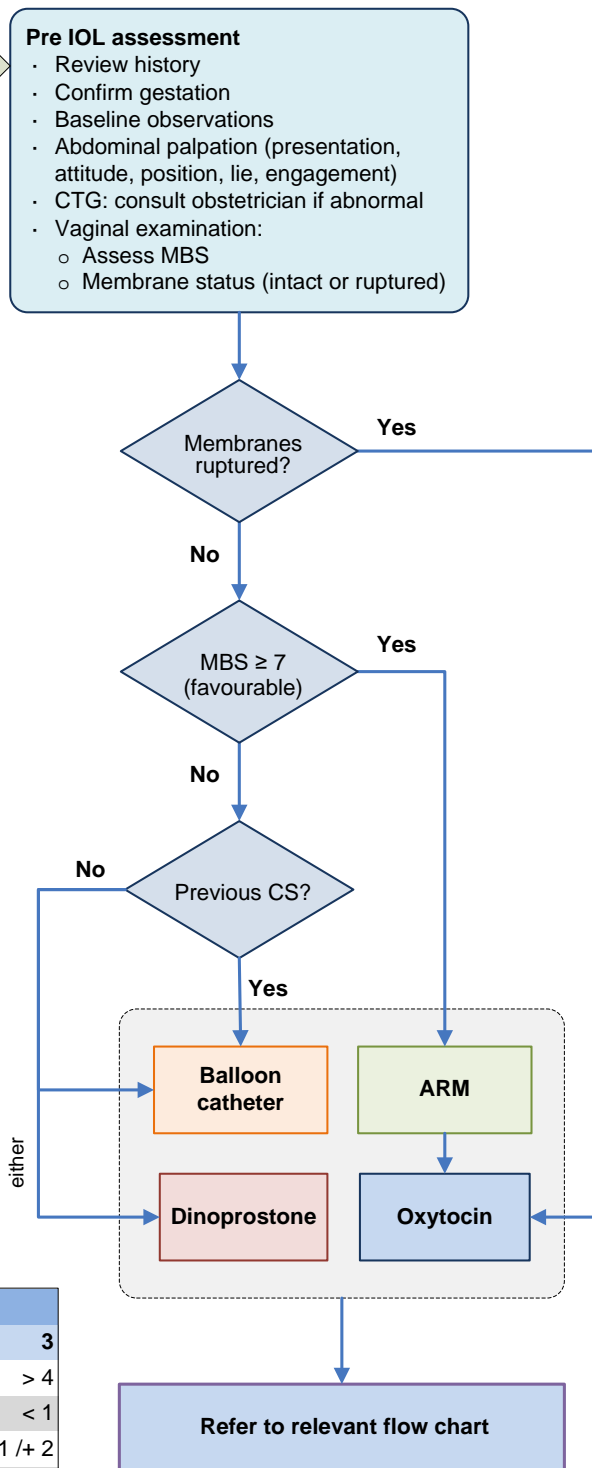 Pre IOL assessment
· Review history
· Confirm gestation
· Baseline observations
· Abdominal palpation (presentation,
attitude, position, lie, engagement)
· CTG: consult obstetrician if abnormal
· Vaginal examination:
o Assess MBS
o Membrane status (intact or ruptured)
Membranes
ruptured?
Yes
No
MBS ≥ 7
(favourable)
Yes
No
Previous CS?
No
Yes
Balloon
catheter
ARM
either
Dinoprostone
Oxytocin
3
> 4
< 1
1 /+ 2
Refer to relevant flow chart